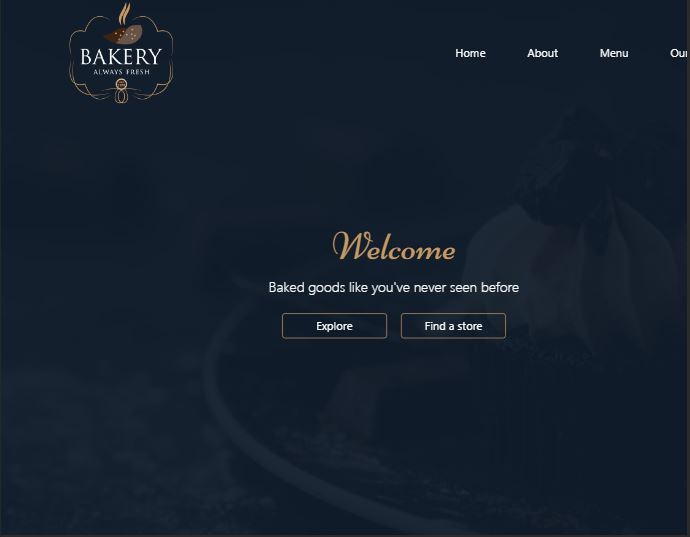 BAKERY
ALWAYS FRESH
Home About Menu Our
Welcome
Baked goods like you've never seen before
Explore Find a store